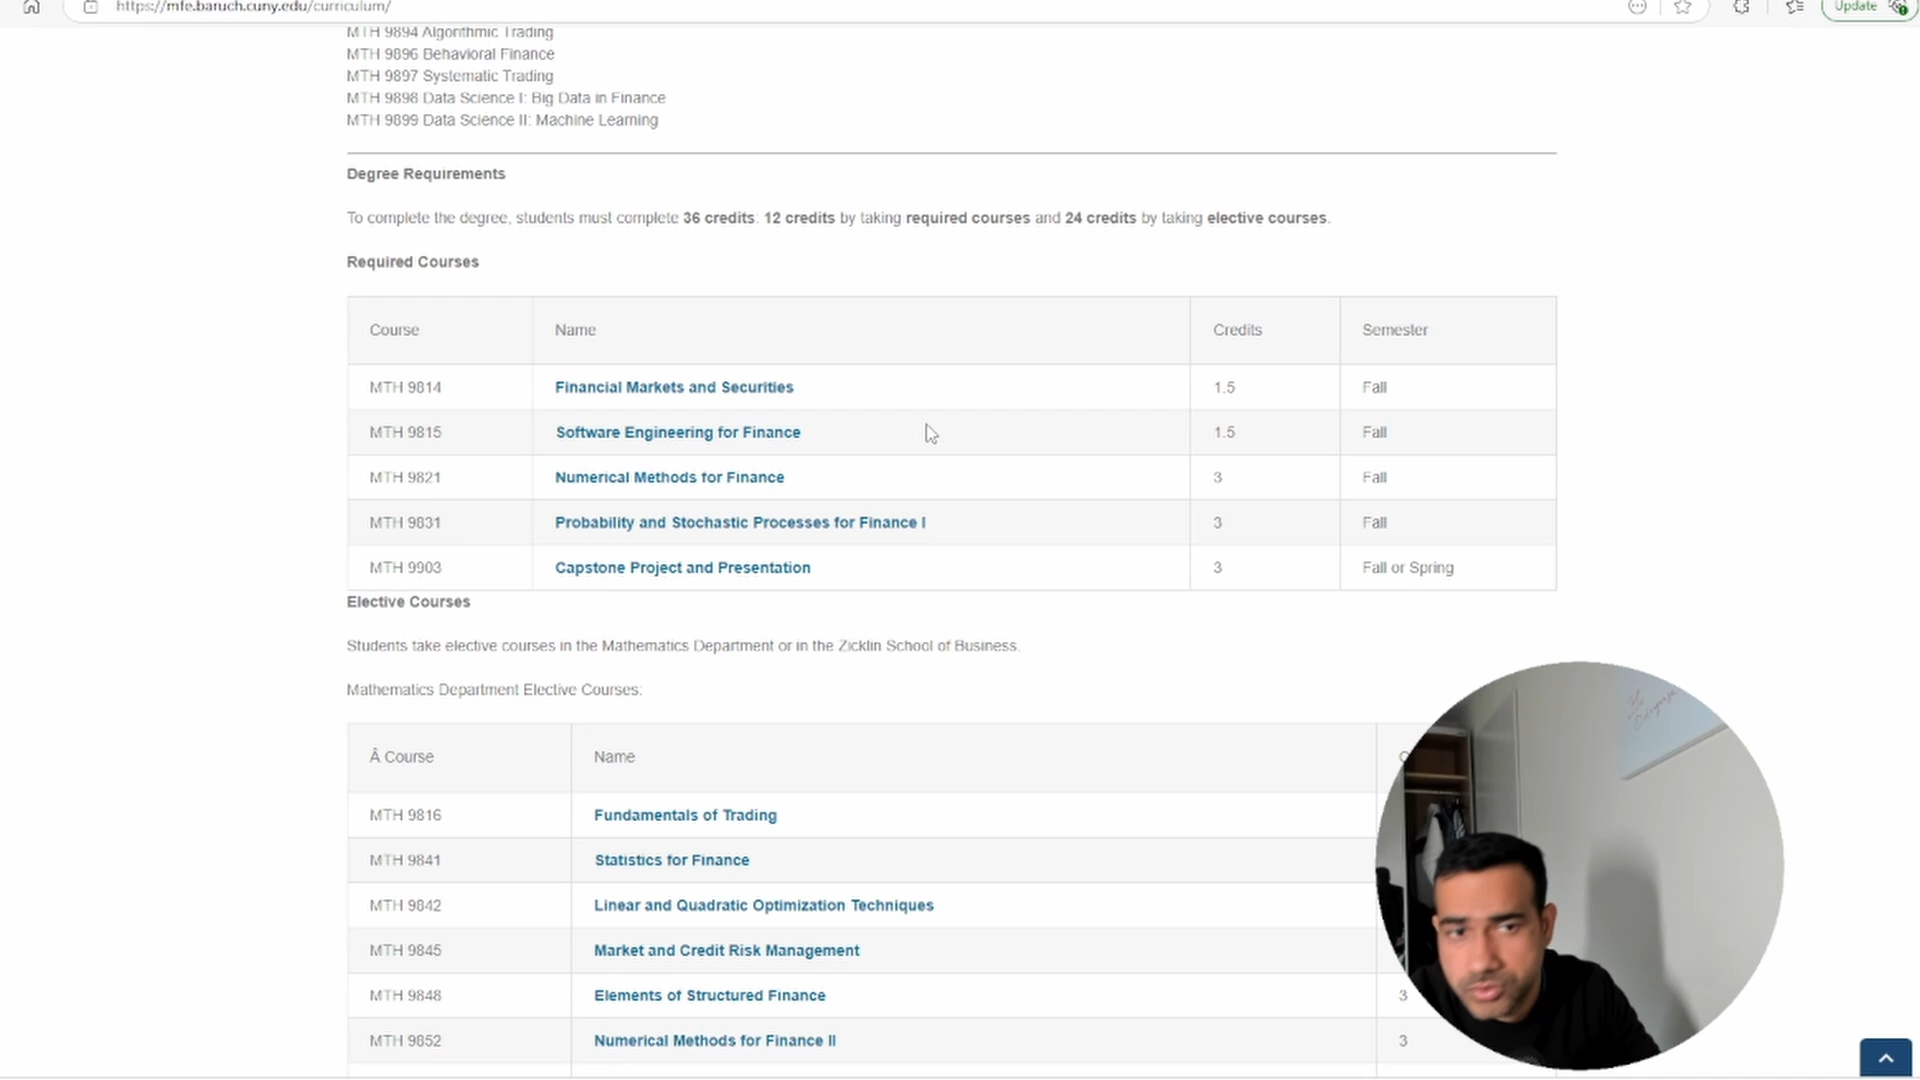 https://mfe.baruch.cuny.edu/curriculum/
Update
MTH 9894 Algorithmic Trading
MTH 9896 Behavioral Finance
MTH 9897 Systematic Trading
MTH 9898 Data Science I: Big Data in Finance
MTH 9899 Data Science II: Machine Learning
Degree Requirements
To complete the degree, students must complete 36 credits: 12 credits by taking required courses and 24 credits by taking elective courses.
Required Courses
Course Name Credits Semester
MTH 9814 Financial Markets and Securities 1.5 Fall
MTH 9815 Software Engineering for Finance 1.5 Fall
MTH 9821 Numerical Methods for Finance 3 Fall
MTH 9831 Probability and Stochastic Processes for Finance I 3 Fall
MTH 9903 Capstone Project and Presentation 3 Fall or Spring
Elective Courses
Students take elective courses in the Mathematics Department or in the Zicklin School of Business.
Mathematics Department Elective Courses:
Â Course Name
MTH 9816 Fundamentals of Trading
MTH 9841 Statistics for Finance
MTH 9842 Linear and Quadratic Optimization Techniques
MTH 9845 Market and Credit Risk Management
MTH 9848 Elements of Structured Finance 3
MTH 9852 Numerical Methods for Finance II 3